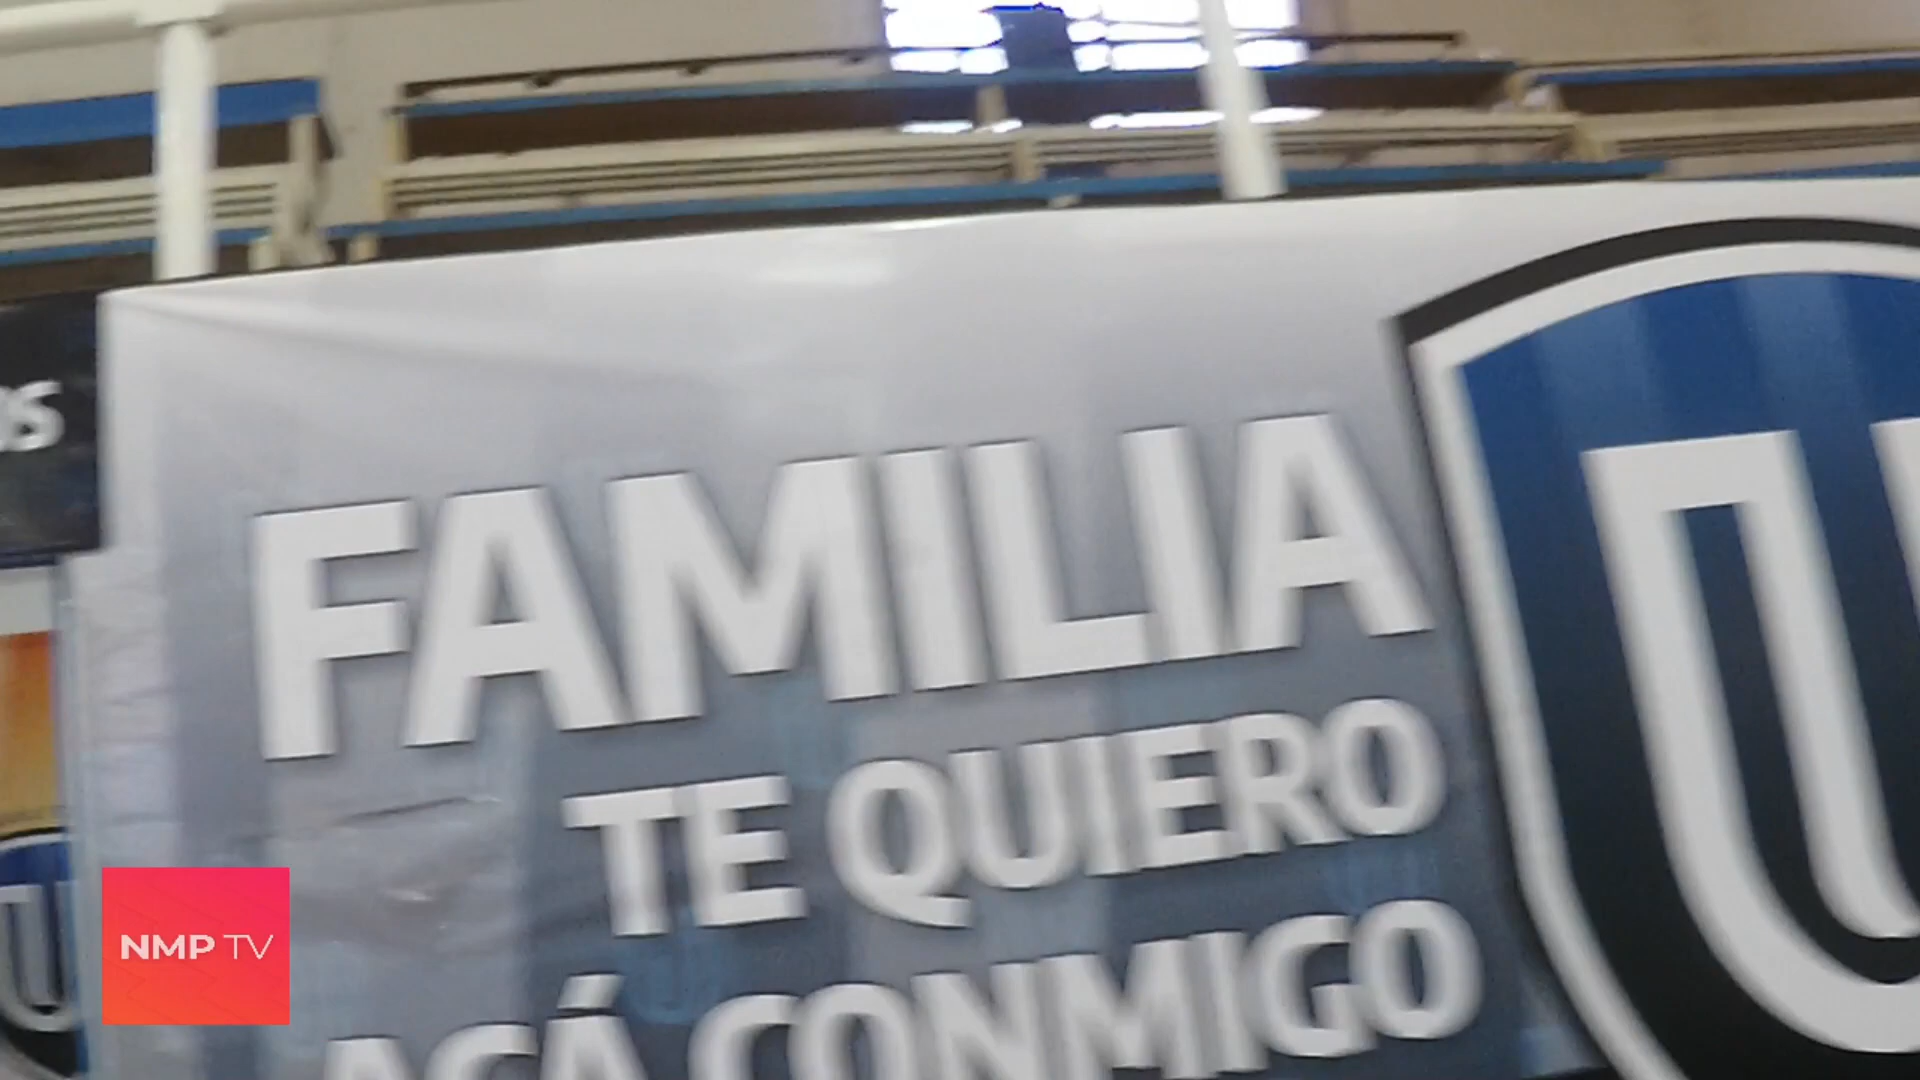 FAMILIA
TE QUIERO
ACÁ CONMIGO
U
NMP TV